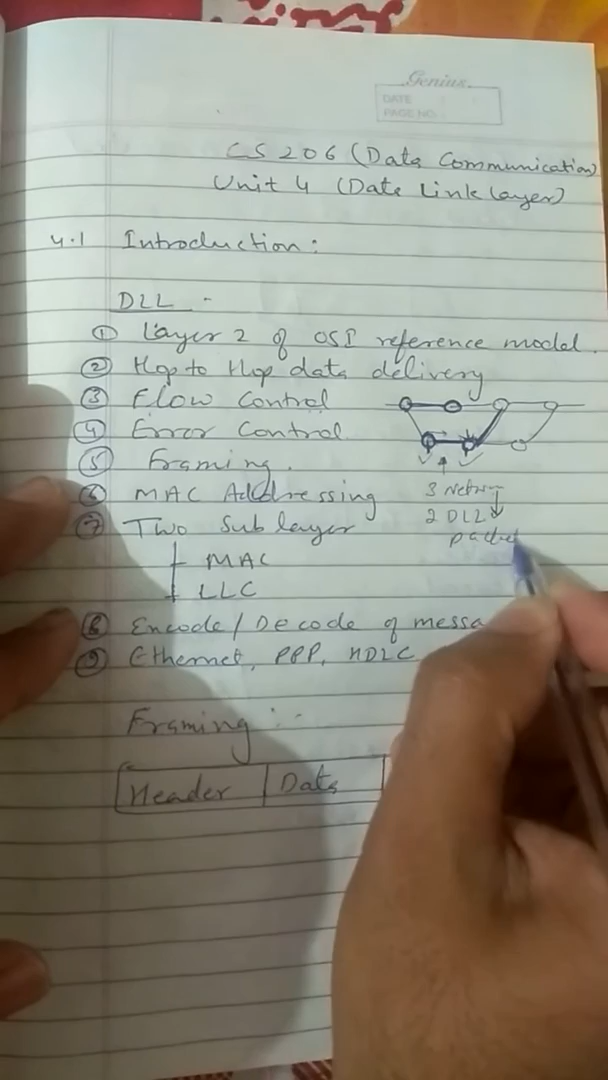 Genius
DATE
PAGE NO.
CS 206 (Data Communication)
Unit 4 (Data Link Layer)
4.1 Introduction:
DLL -
① Layer 2 of OSI reference model.
② Hop to Hop data delivery
③ Flow Control
④ Error Control
⑤ Framing.
⑥ MAC Addressing
3 Netw
⑦ Two Sub layer
2 DLL
MAC
LLC
⑧ Encode/Decode of messa
⑨ Ethernet, PPP, HDLC
Framing :-
Header Data